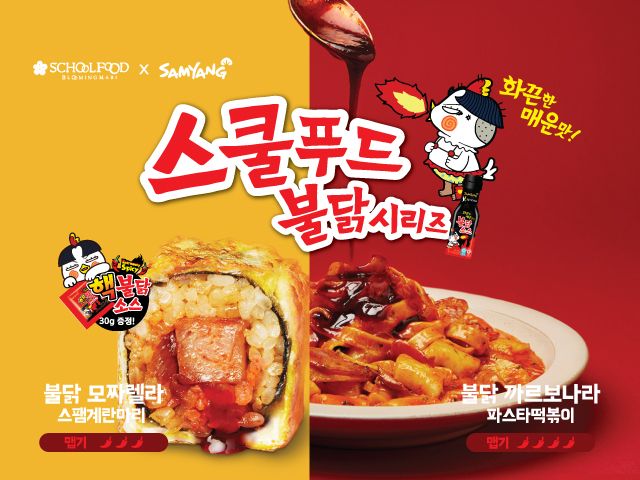 SCHOOLFOOD
BLOOMING MARI
X
SAMYANG
화끈한
매운맛!
스쿨푸드
불닭시리즈
핵불닭
소스
30g 증정!
불닭 모짜렐라
스팸계란마리
맵기
불닭 까르보나라
파스타떡볶이
맵기